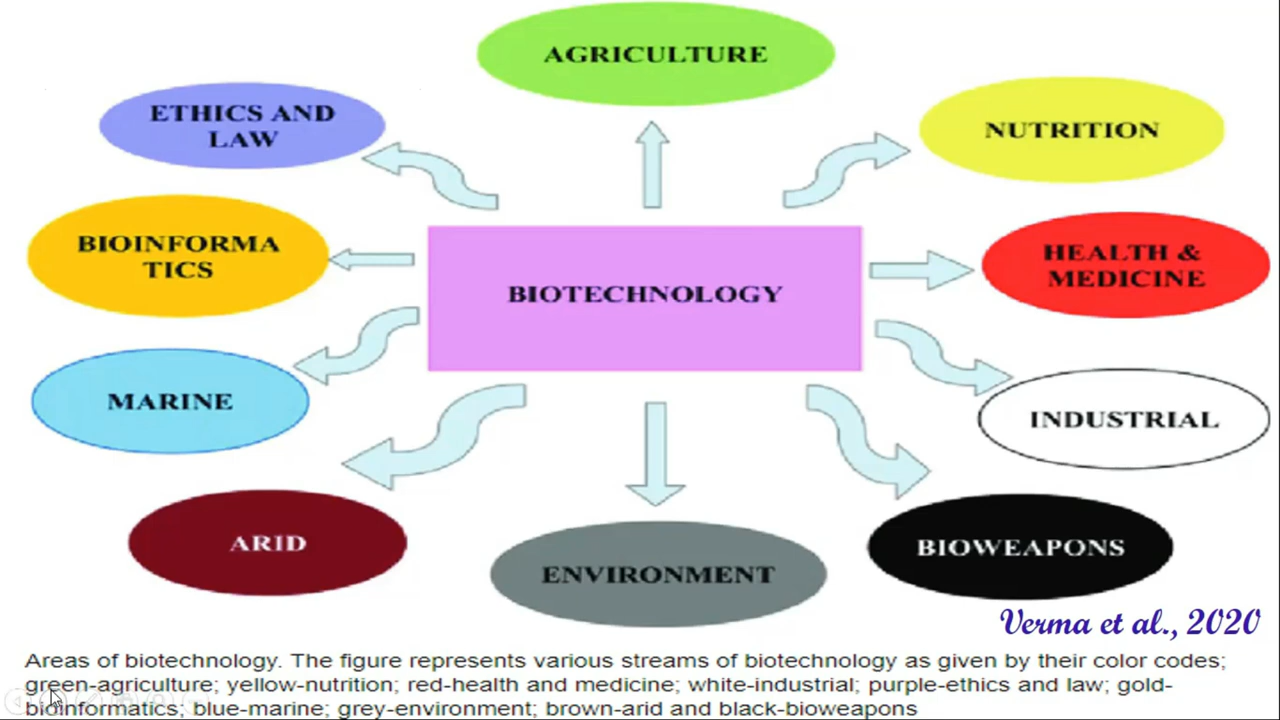 AGRICULTURE
ETHICS AND
LAW
NUTRITION
BIOINFORMA
TICS
HEALTH &
MEDICINE
BIOTECHNOLOGY
MARINE
INDUSTRIAL
ARID
ENVIRONMENT
BIOWEAPONS
Verma et al., 2020
Areas of biotechnology. The figure represents various streams of biotechnology as given by their color codes;
green-agriculture; yellow-nutrition; red-health and medicine; white-industrial; purple-ethics and law; gold-
bioinformatics; blue-marine; grey-environment; brown-arid and black-bioweapons